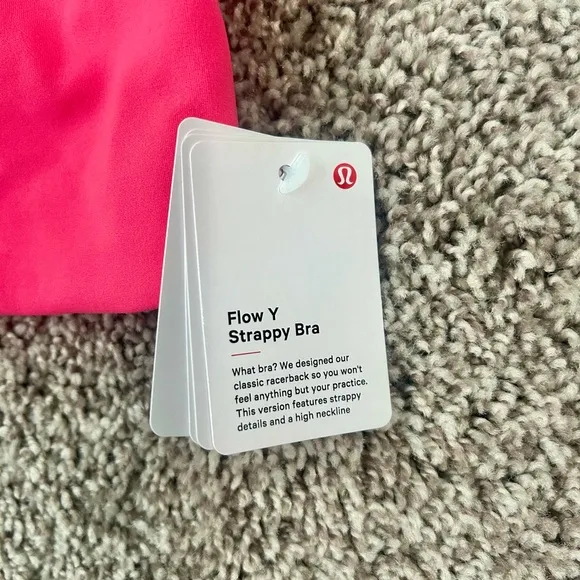 Flow Y
Strappy Bra
What bra? We designed our
classic racerback so you won't
feel anything but your practice.
This version features strappy
details and a high neckline